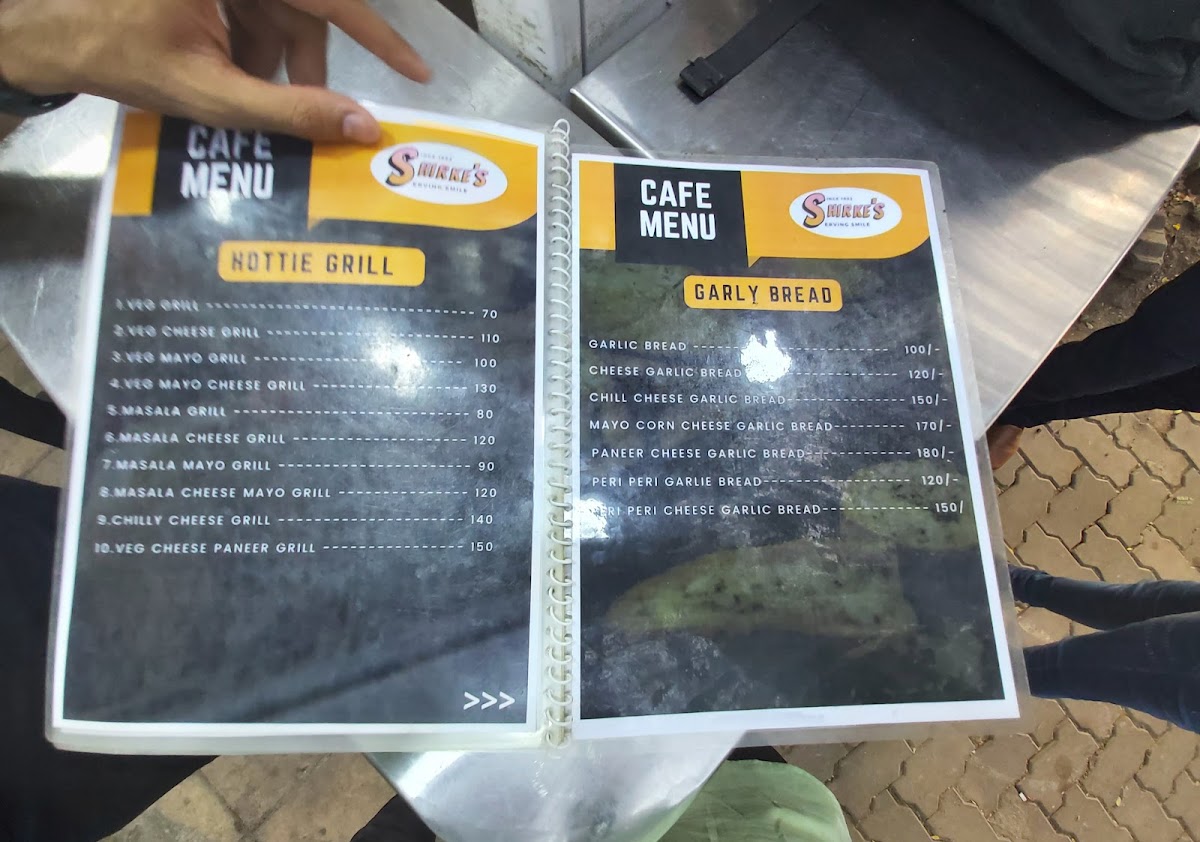 CAFE
MENU
SHIRKE'S
HOTTIE GRILL
1.VEG GRILL ---------------------------- 70
2.VEG CHEESE GRILL ---------------------- 110
3.VEG MAYO GRILL ----------------------- 100
4.VEG MAYO CHEESE GRILL ---------------- 130
5.MASALA GRILL ------------------------- 80
6.MASALA CHEESE GRILL ------------------ 120
7.MASALA MAYO GRILL -------------------- 90
8.MASALA CHEESE MAYO GRILL ------------- 120
9.CHILLY CHEESE GRILL ------------------ 140
10.VEG CHEESE PANEER GRILL -------------- 150
>>>
CAFE
MENU
SHIRKE'S
GARLY BREAD
GARLIC BREAD ------------------------ 100/-
CHEESE GARLIC BREAD ---------------- 120/-
CHILL CHEESE GARLIC BREAD ------------- 150/-
MAYO CORN CHEESE GARLIC BREAD --------- 170/-
PANEER CHEESE GARLIC BREAD ------------ 180/-
PERI PERI GARLIE BREAD ---------------- 120/-
PERI PERI CHEESE GARLIC BREAD ------------ 150/